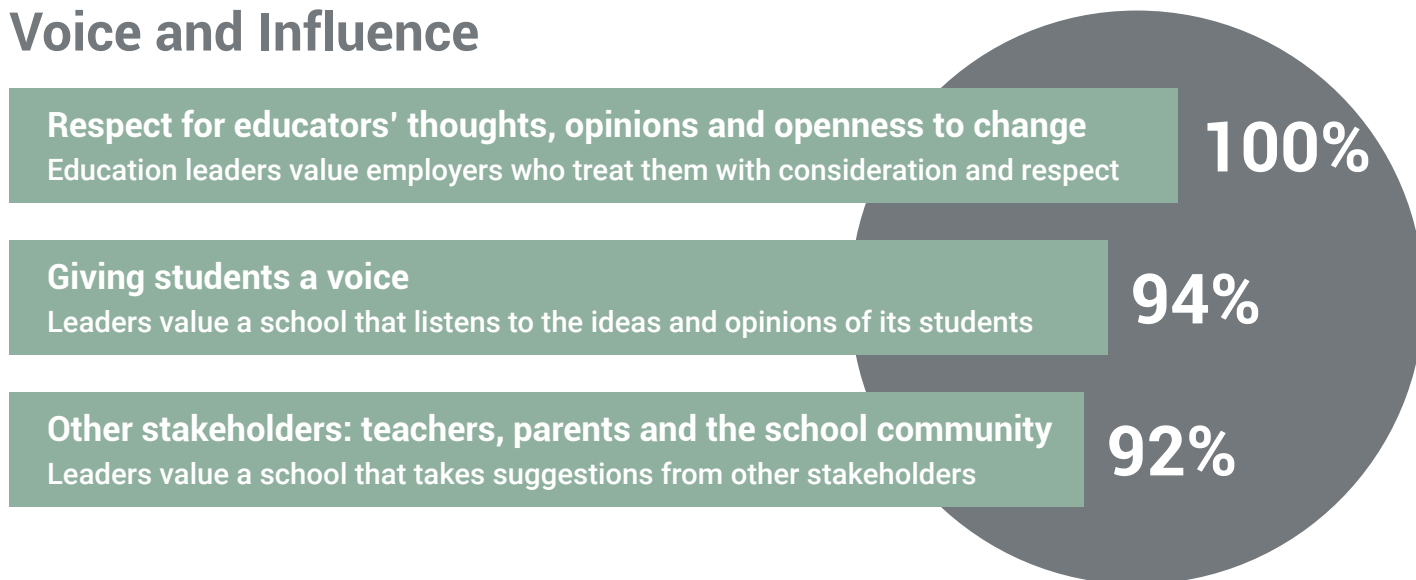 Voice and Influence
Respect for educators' thoughts, opinions and openness to change
Education leaders value employers who treat them with consideration and respect
100%
Giving students a voice
Leaders value a school that listens to the ideas and opinions of its students
94%
Other stakeholders: teachers, parents and the school community
Leaders value a school that takes suggestions from other stakeholders
92%